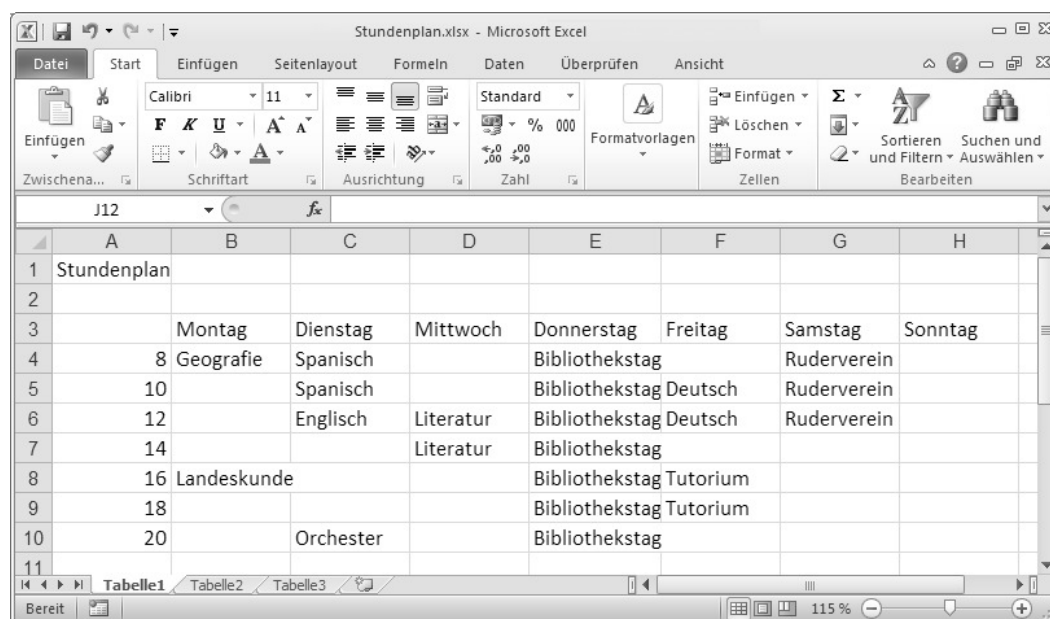 Stundenplan.xlsx - Microsoft Excel
Datei Start Einfügen Seitenlayout Formeln Daten Überprüfen Ansicht
Einfügen
Calibri 11
F K U A A
A
Standard
% 000
Formatvorlagen
Einfügen
Löschen
Format
Σ
Sortieren und Filtern
Suchen und Auswählen
Zwischena... Schriftart Ausrichtung Zahl Zellen Bearbeiten
J12 fx
A B C D E F G H
1 Stundenplan
2
3 Montag Dienstag Mittwoch Donnerstag Freitag Samstag Sonntag
4 8 Geografie Spanisch Bibliothekstag Ruderverein
5 10 Spanisch Bibliothekstag Deutsch Ruderverein
6 12 Englisch Literatur Bibliothekstag Deutsch Ruderverein
7 14 Literatur Bibliothekstag
8 16 Landeskunde Bibliothekstag Tutorium
9 18 Bibliothekstag Tutorium
10 20 Orchester Bibliothekstag
11
Tabelle1 Tabelle2 Tabelle3
Bereit 115 %